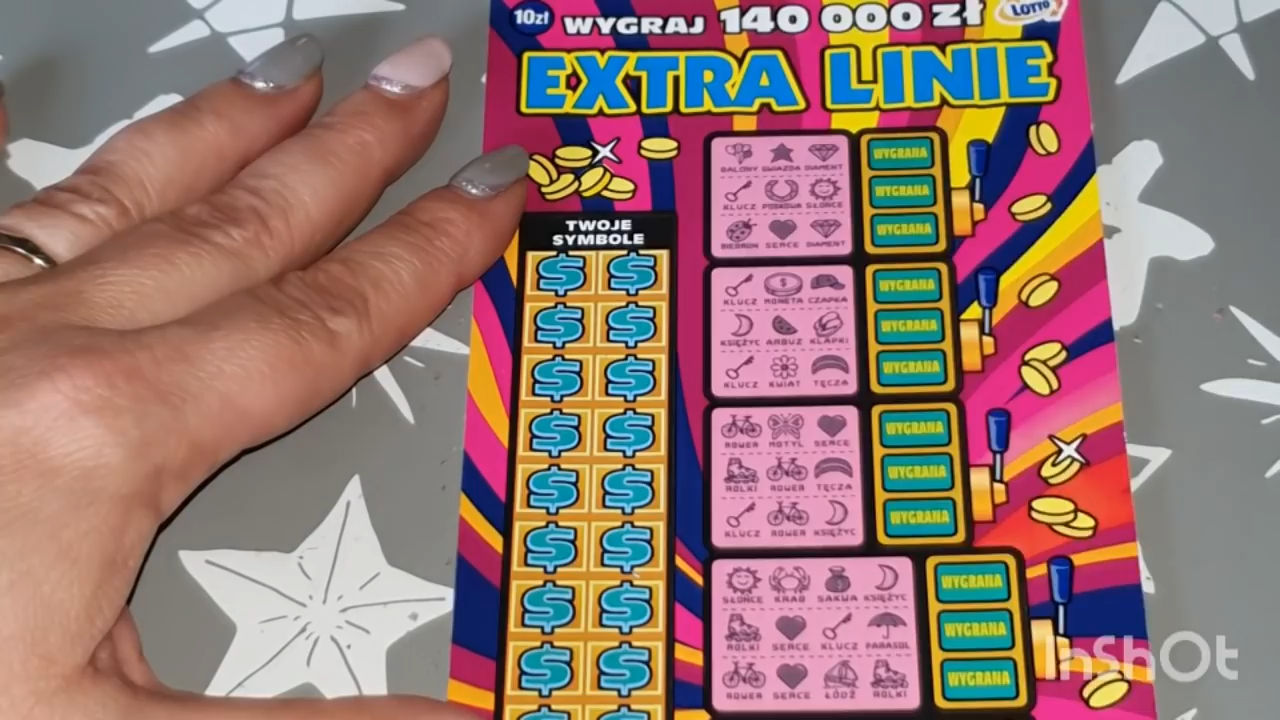 10zł WYGRAJ 140 000 zł LOTTO
EXTRA LINIE
TWOJE
SYMBOLE
BALONY GWIAZDA DIAMENT
KLUCZ PODKOWA SŁOŃCE
BIEDRON SERCE DIAMENT
WYGRANA
WYGRANA
WYGRANA
KLUCZ MONETA CZAPKA
KSIĘŻYC ARBUZ KLAPKI
KLUCZ KWIAT TĘCZA
WYGRANA
WYGRANA
WYGRANA
ROWER MOTYL SERCE
ROLKI ROWER TĘCZA
KLUCZ ROWER KSIĘŻYC
WYGRANA
WYGRANA
WYGRANA
SŁOŃCE KRAB SAKWA KSIĘŻYC
ROLKI SERCE KLUCZ PARASOL
ROWER SERCE ŁÓDŹ ROLKI
WYGRANA
WYGRANA
WYGRANA
InShOt